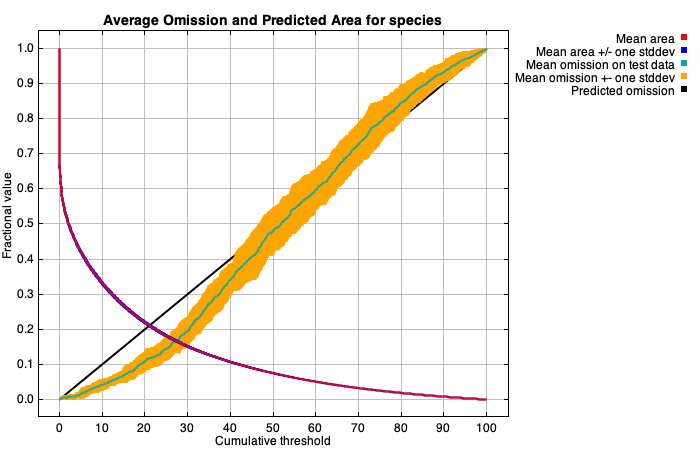 Average Omission and Predicted Area for species
Mean area
Mean area +/- one stddev
Mean omission on test data
Mean omission +- one stddev
Predicted omission
Fractional value
1.0
0.9
0.8
0.7
0.6
0.5
0.4
0.3
0.2
0.1
0.0
0 10 20 30 40 50 60 70 80 90 100
Cumulative threshold